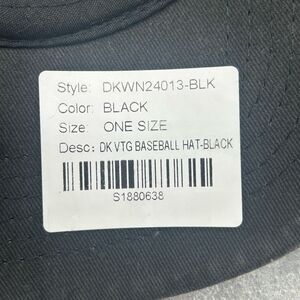 Style: DKWN24013-BLK
Color: BLACK
Size: ONE SIZE
Desc: DK VTG BASEBALL HAT-BLACK
S1880638